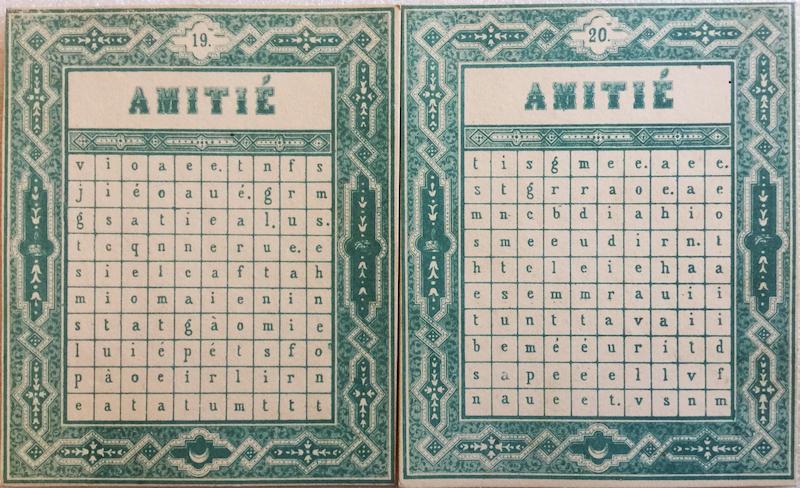 19.
AMITIÉ
v i o a e e. t n f s
j i é o a u é. g r m
g s a t i e a l. u s.
t c q n n e r u e. e
s i e l c a f t a h
m i o m a i e n i n
s t a t g à o m i e
l u i é p é t s f o
p à o e i r l i r n
e a t a t u m t t t
20.
AMITIÉ
t i s g m e e. a e e.
s t g r r a o e. a e
m n c b d i a h i o
s m e e u d i r n. t
h t c l e i e h a a
e s e m m r a u i i
t u n t t a v a i i
b e m é é u r i t d
s a p e e e l l v f
n a u e e t. v s n m